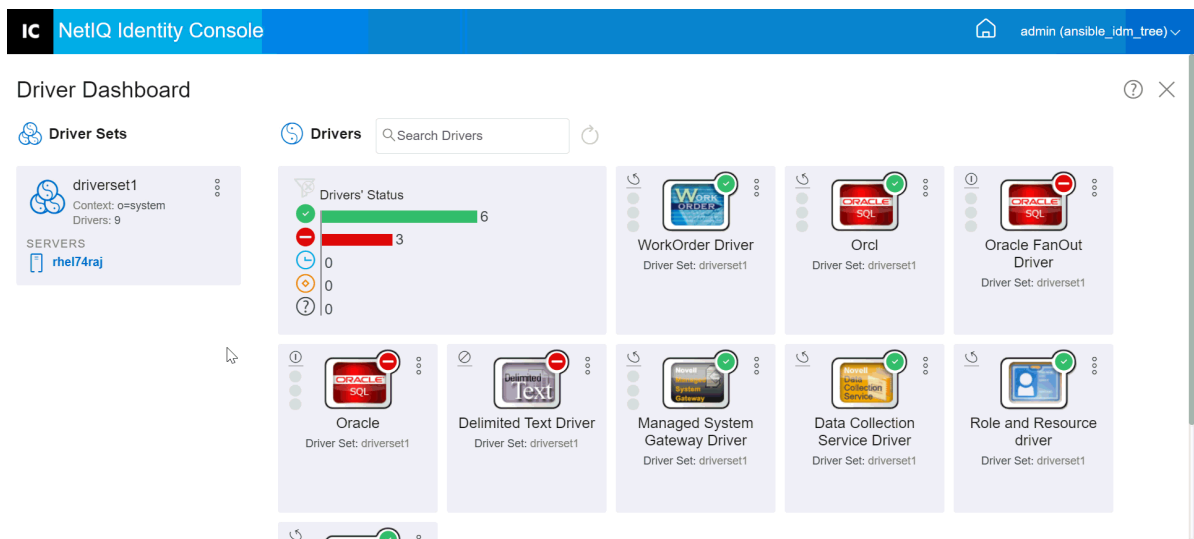 IC NetIQ Identity Console
admin (ansible_idm_tree)
Driver Dashboard
Driver Sets
Drivers
Search Drivers
driverset1
Context: o=system
Drivers: 9
SERVERS
rhel74raj
Drivers' Status
6
3
0
0
0
WORK ORDER
WorkOrder Driver
Driver Set: driverset1
ORACLE
SQL
Orcl
Driver Set: driverset1
ORACLE
SQL
Oracle FanOut
Driver
Driver Set: driverset1
ORACLE
SQL
Oracle
Driver Set: driverset1
Delimited
Text
Delimited Text Driver
Driver Set: driverset1
Novell
Managed
System
Gateway
Managed System
Gateway Driver
Driver Set: driverset1
Novell
Data
Collection
Service
Data Collection
Service Driver
Driver Set: driverset1
Role and Resource
driver
Driver Set: driverset1